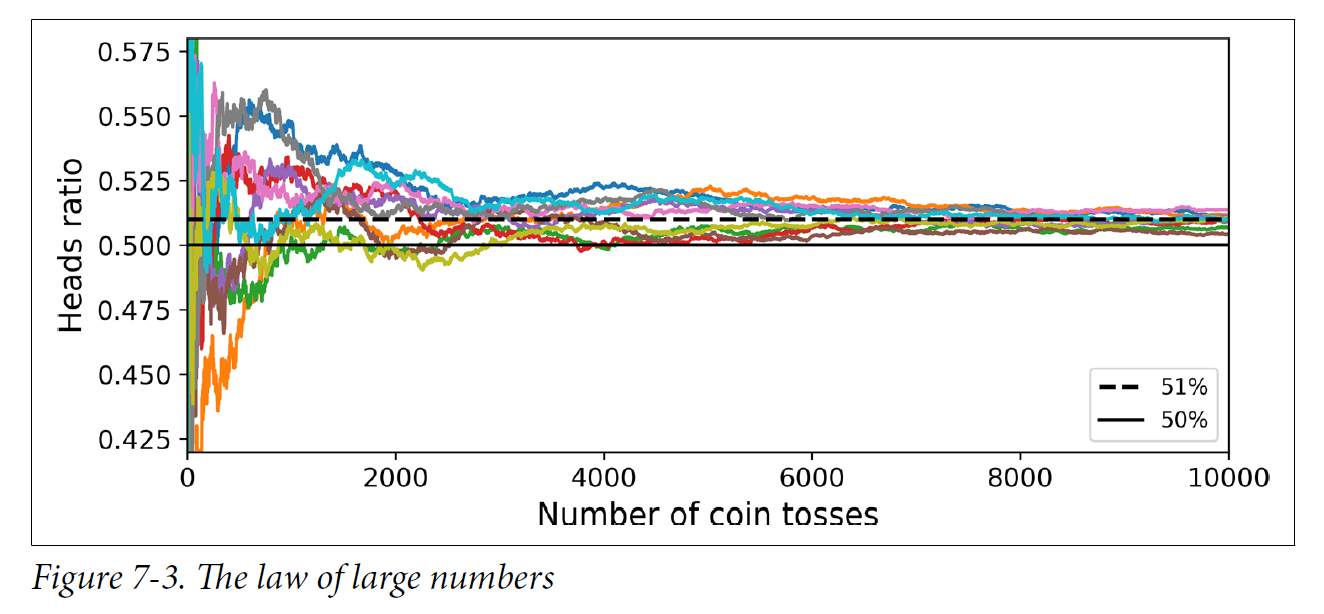 0.575
0.550
0.525
0.500
0.475
0.450
0.425
Heads ratio
51%
50%
0 2000 4000 6000 8000 10000
Number of coin tosses
Figure 7-3. The law of large numbers